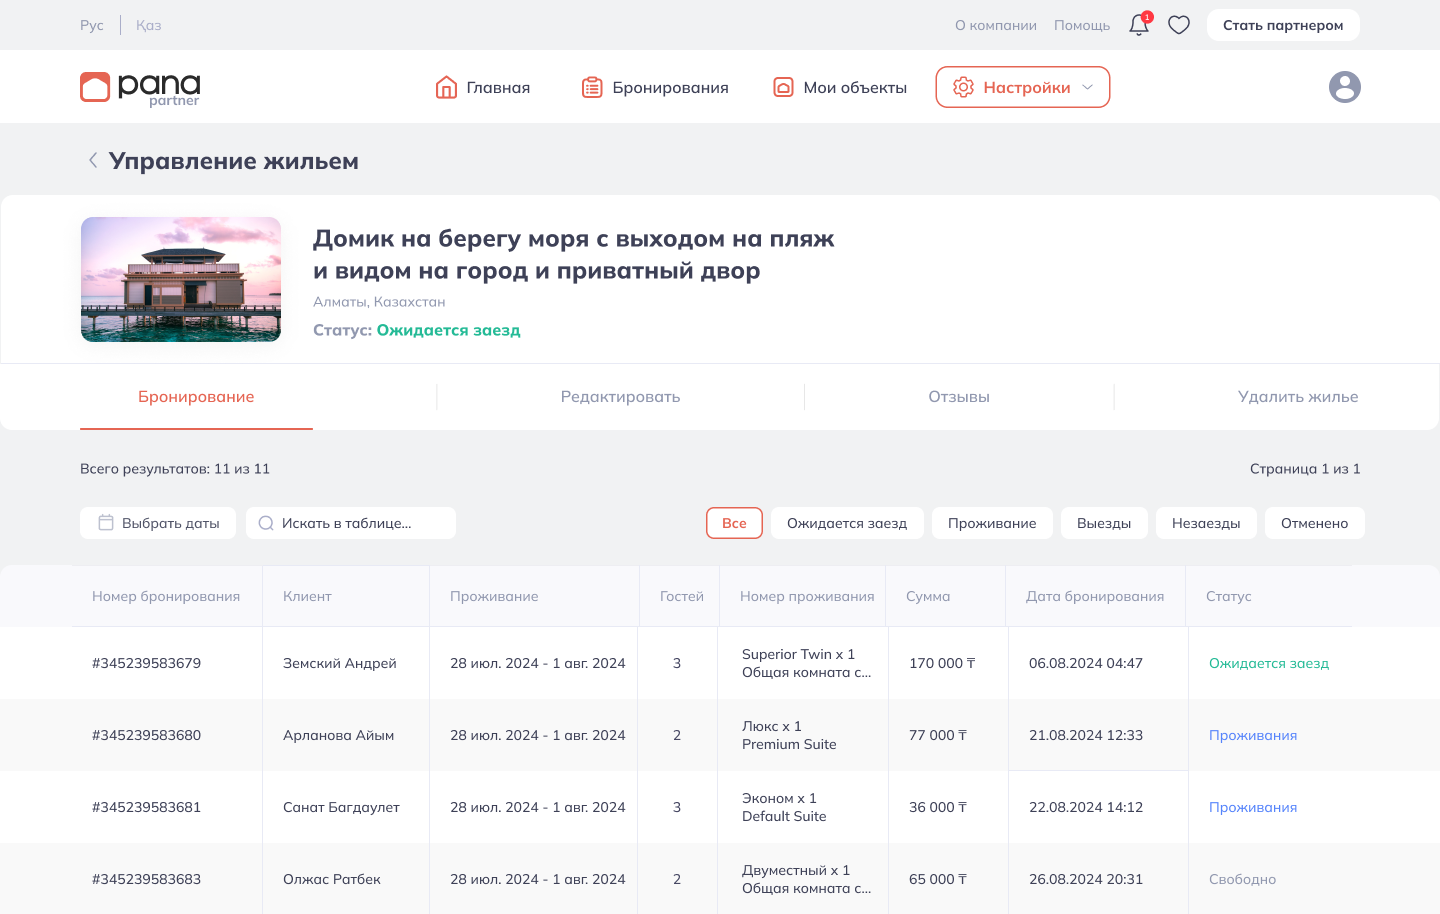 Рус
Қаз
О компании
Помощь
1
Стать партнером
pana
partner
Главная
Бронирования
Мои объекты
Настройки
Управление жильем
Домик на берегу моря с выходом на пляж
и видом на город и приватный двор
Алматы, Казахстан
Статус: Ожидается заезд
Бронирование
Редактировать
Отзывы
Удалить жилье
Всего результатов: 11 из 11
Страница 1 из 1
Выбрать даты
Искать в таблице...
Все
Ожидается заезд
Проживание
Выезды
Незаезды
Отменено
Номер бронирования
Клиент
Проживание
Гостей
Номер проживания
Сумма
Дата бронирования
Статус
#345239583679
Земский Андрей
28 июл. 2024 - 1 авг. 2024
3
Superior Twin x 1
Общая комната с...
170 000 ₸
06.08.2024 04:47
Ожидается заезд
#345239583680
Арланова Айым
28 июл. 2024 - 1 авг. 2024
2
Люкс x 1
Premium Suite
77 000 ₸
21.08.2024 12:33
Проживания
#345239583681
Санат Багдаулет
28 июл. 2024 - 1 авг. 2024
3
Эконом x 1
Default Suite
36 000 ₸
22.08.2024 14:12
Проживания
#345239583683
Олжас Ратбек
28 июл. 2024 - 1 авг. 2024
2
Двуместный x 1
Общая комната с...
65 000 ₸
26.08.2024 20:31
Свободно